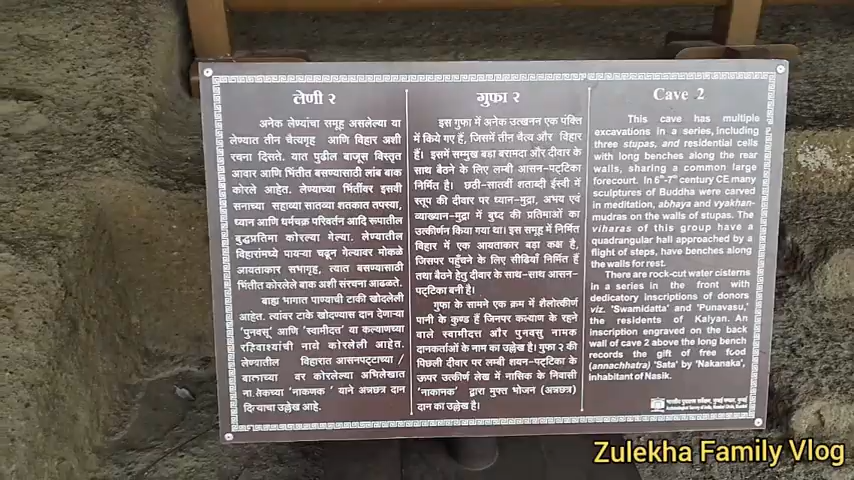 लेणी २
अनेक लेण्यांचा समूह असलेल्या या
लेण्यात तीन चैत्यगृह आणि विहार अशी
रचना दिसते. यात पुढील बाजूस विस्तृत
आवार आणि भिंतीत बसण्यासाठी लांब बाक
कोरले आहेत. लेण्याच्या भिंतींवर इसवी
सनाच्या सहाव्या सातव्या शतकात तपस्या,
ध्यान आणि धर्मचक्र परिवर्तन आदि रूपातील
बुद्धप्रतिमा कोरल्या गेल्या. लेण्यातील
विहारांमध्ये पायऱ्या चढून गेल्यावर मोकळे
आयताकार सभागृह, त्यात बसण्यासाठी
भिंतीत कोरलेले बाक अशी संरचना आढळते.
बाह्य भागात पाण्याची टाकी खोदलेली
आहेत. त्यांवर टाके खोदण्यास दान देणाऱ्या
'पुनवसू' आणि 'स्वामीदत्त' या कल्याणच्या
रहिवाश्यांची नावे कोरलेली आहेत.
लेण्यातील विहारात आसनपट्टाच्या /
बाकाच्या वर कोरलेल्या अभिलेखात
'नाकनक' याने अन्नछत्र दान
दिल्याचा उल्लेख आहे.
गुफा २
इस गुफा में अनेक उत्खनन एक पंक्ति
में किये गए हैं, जिसमें तीन चैत्य और विहार
हैं। इसमें सम्मुख बडा बरामदा और दीवार के
साथ बैठने के लिए लम्बी आसन-पट्टिका
निर्मित है। छठी-सातवीं शताब्दी ईस्वी में
स्तूप की दीवार पर ध्यान-मुद्रा, अभय एवं
व्याख्यान-मुद्रा में बुध्द की प्रतिमाओं का
उत्कीर्णन किया गया था। इस समूह में निर्मित
विहार में एक आयताकार बड़ा कक्ष है,
जिसपर पहुँचने के लिए सीढियाँ निर्मित हैं
तथा बैठने हेतु दीवार के साथ-साथ आसन-
पट्टिका बनी है।
गुफा के सामने एक क्रम में शैलोत्कीर्ण
पानी के कुण्ड हैं जिनपर कल्याण के रहने
वाले स्वामीदत्त और पुनवसु नामक
दानकर्ताओं के नाम का उल्लेख है। गुफा २ की
पिछली दीवार पर लम्बी शयन-पट्टिका के
ऊपर उत्कीर्ण लेख में नासिक के निवासी
'नाकानक' द्वारा मुफ्त भोजन (अन्नछत्र)
दान का उल्लेख है।
Cave 2
This cave has multiple
excavations in a series, including
three stupas, and residential cells
with long benches along the rear
walls, sharing a common large
forecourt. In 6th-7th century CE many
sculptures of Buddha were carved
in meditation, abhaya and vyakhan-
mudras on the walls of stupas. The
viharas of this group have a
quadrangular hall approached by a
flight of steps, have benches along
the walls for rest.
There are rock-cut water cisterns
in a series in the front with
dedicatory inscriptions of donors
viz. 'Swamidatta' and 'Punavasu,'
the residents of Kalyan. An
inscription engraved on the back
wall of cave 2 above the long bench
records the gift of free food
(annachhatra) 'Sata' by 'Nakanaka',
inhabitant of Nasik.
Zulekha Family Vlog